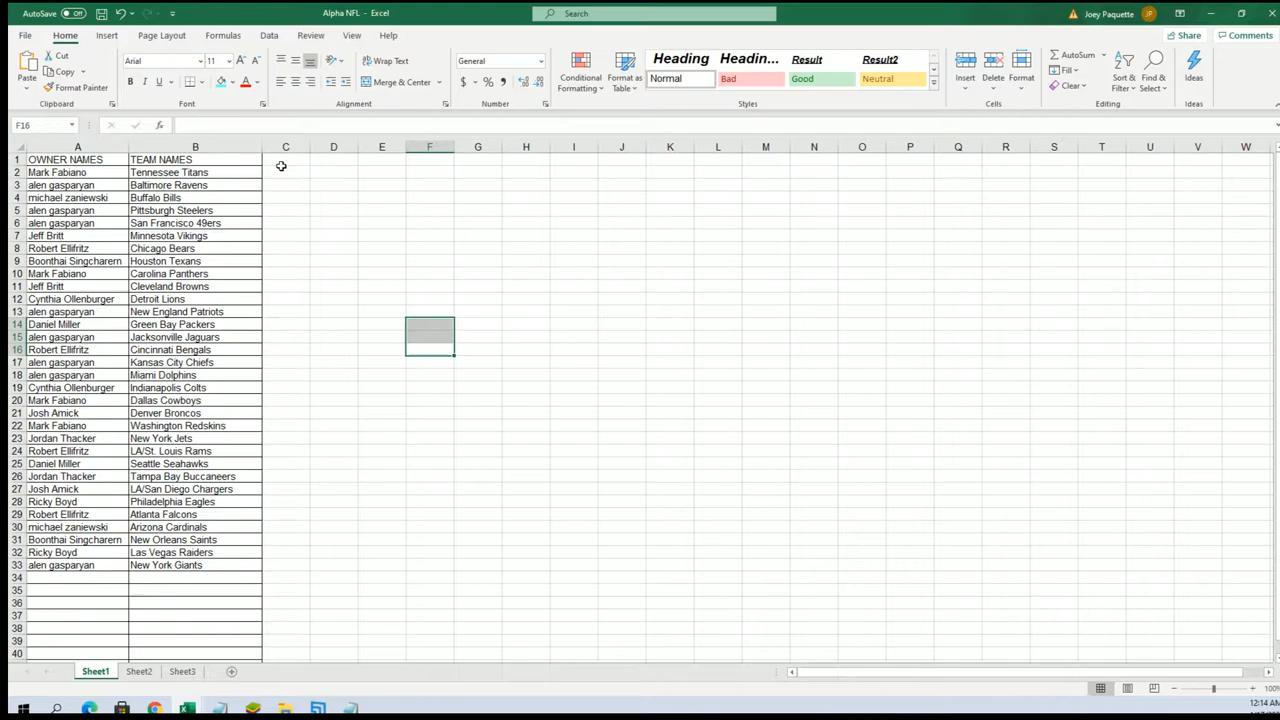 AutoSave Off
Alpha NFL - Excel
Search
Joey Paquette JP
File Home Insert Page Layout Formulas Data Review View Help
Share Comments
Paste Cut Copy Format Painter
Arial 11
B I U
Wrap Text
Merge & Center
General
$ %
Conditional Formatting
Format as Table
Heading Headin... Result Result2
Normal Bad Good Neutral
Insert Delete Format
AutoSum Fill Clear
Sort & Filter Find & Select
Ideas
Clipboard Font Alignment Number Styles Cells Editing Ideas
F16 fx
A B C D E F G H I J K L M N O P Q R S T U V W
1 OWNER NAMES TEAM NAMES
2 Mark Fabiano Tennessee Titans
3 alen gasparyan Baltimore Ravens
4 michael zaniewski Buffalo Bills
5 alen gasparyan Pittsburgh Steelers
6 alen gasparyan San Francisco 49ers
7 Jeff Britt Minnesota Vikings
8 Robert Ellifritz Chicago Bears
9 Boonthai Singcharern Houston Texans
10 Mark Fabiano Carolina Panthers
11 Jeff Britt Cleveland Browns
12 Cynthia Ollenburger Detroit Lions
13 alen gasparyan New England Patriots
14 Daniel Miller Green Bay Packers
15 alen gasparyan Jacksonville Jaguars
16 Robert Ellifritz Cincinnati Bengals
17 alen gasparyan Kansas City Chiefs
18 alen gasparyan Miami Dolphins
19 Cynthia Ollenburger Indianapolis Colts
20 Mark Fabiano Dallas Cowboys
21 Josh Amick Denver Broncos
22 Mark Fabiano Washington Redskins
23 Jordan Thacker New York Jets
24 Robert Ellifritz LA/St. Louis Rams
25 Daniel Miller Seattle Seahawks
26 Jordan Thacker Tampa Bay Buccaneers
27 Josh Amick LA/San Diego Chargers
28 Ricky Boyd Philadelphia Eagles
29 Robert Ellifritz Atlanta Falcons
30 michael zaniewski Arizona Cardinals
31 Boonthai Singcharern New Orleans Saints
32 Ricky Boyd Las Vegas Raiders
33 alen gasparyan New York Giants
34
35
36
37
38
39
40
Sheet1 Sheet2 Sheet3
100%
12:14 AM